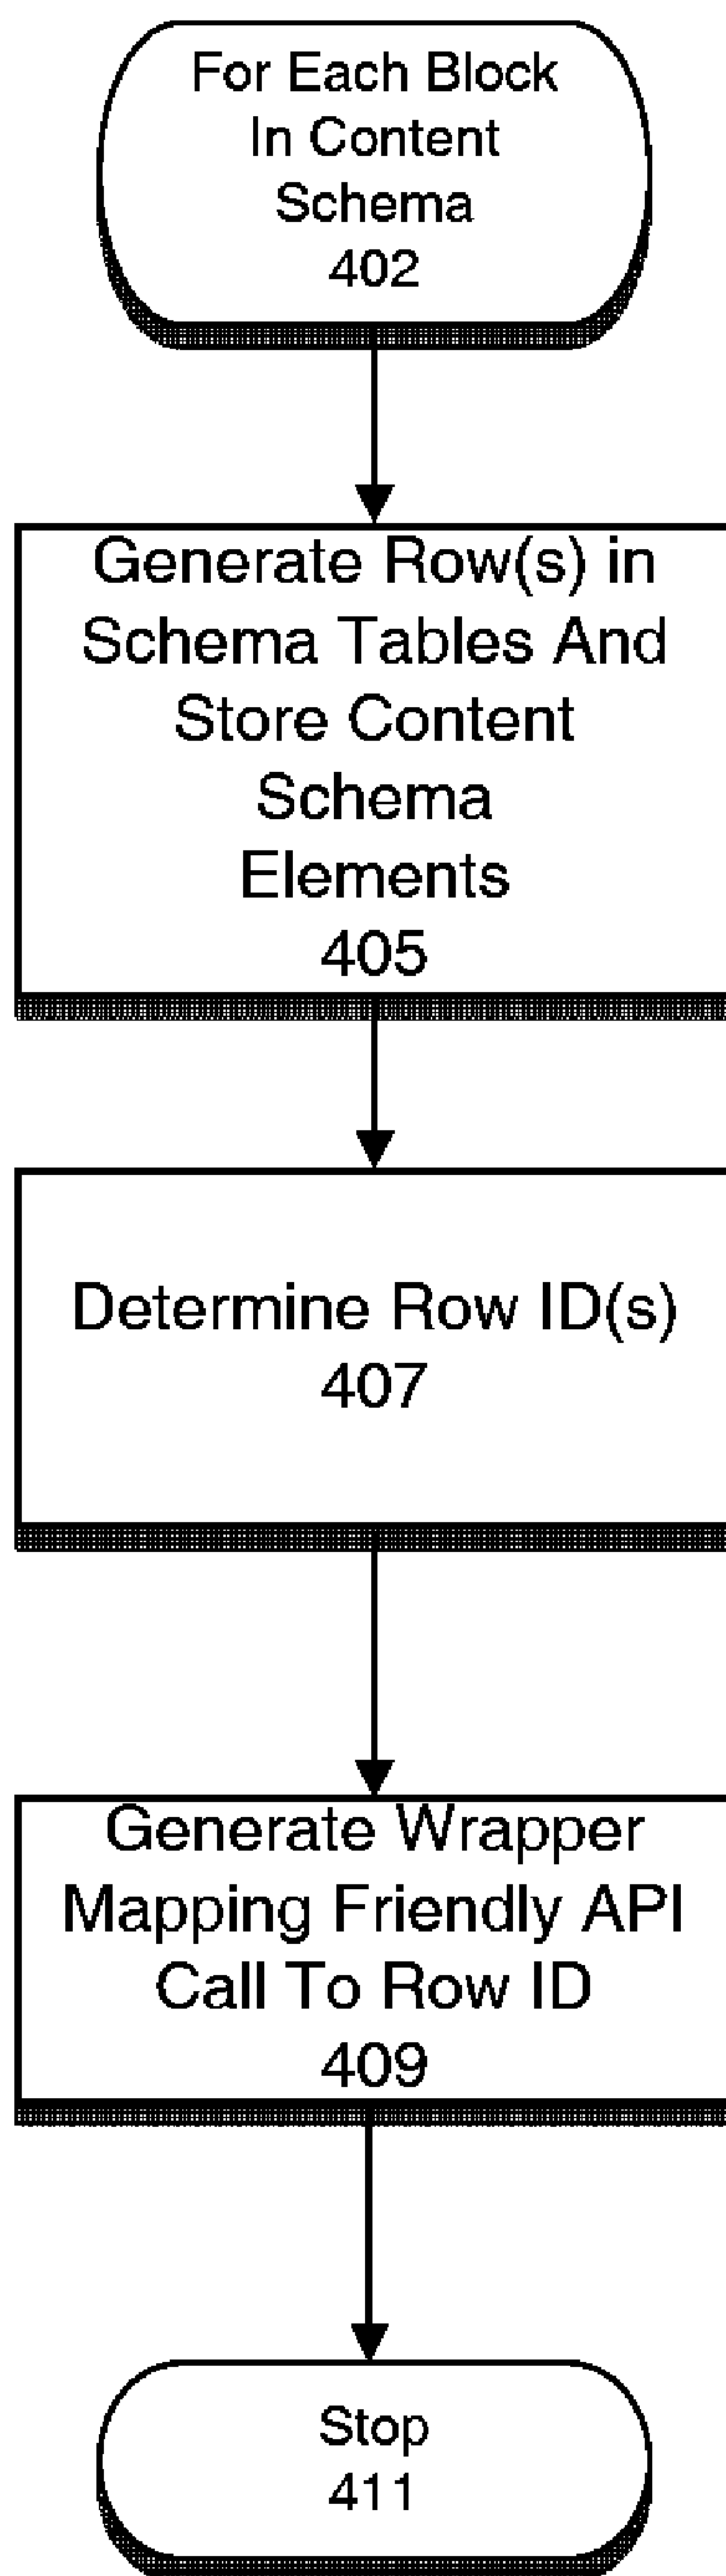 For Each Block
In Content
Schema
402
Generate Row(s) in
Schema Tables And
Store Content
Schema
Elements
405
Determine Row ID(s)
407
Generate Wrapper
Mapping Friendly API
Call To Row ID
409
Stop
411